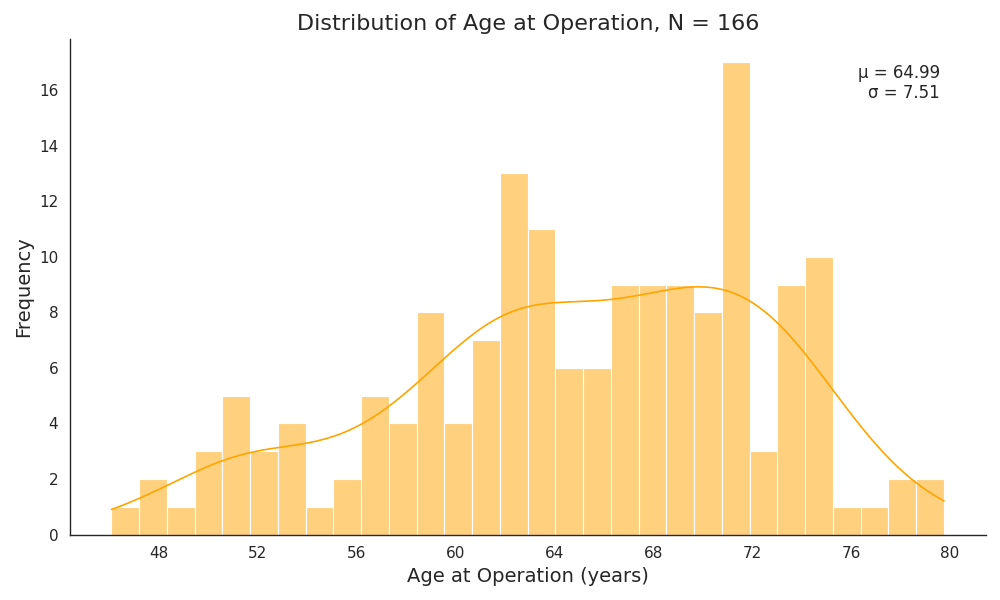 Distribution of Age at Operation, N = 166
μ = 64.99
σ = 7.51
Frequency
16
14
12
10
8
6
4
2
0
48 52 56 60 64 68 72 76 80
Age at Operation (years)